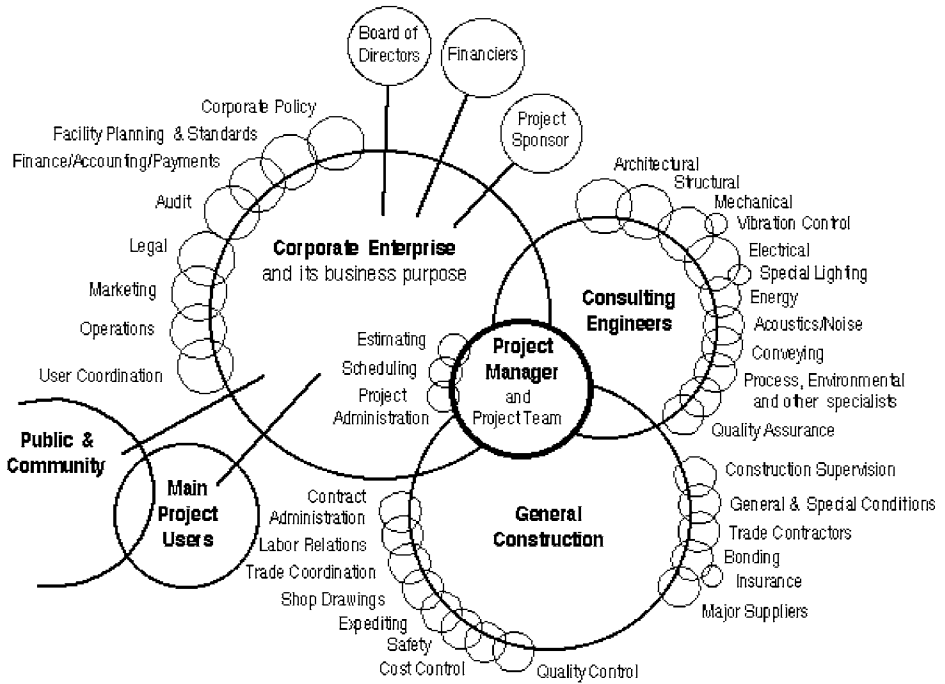 Board of
Directors
Financiers
Project
Sponsor
Corporate Policy
Facility Planning & Standards
Finance/Accounting/Payments
Audit
Legal
Marketing
Operations
User Coordination
Corporate Enterprise
and its business purpose
Architectural
Structural
Mechanical
Vibration Control
Electrical
Special Lighting
Energy
Acoustics/Noise
Conveying
Process, Environmental
and other specialists
Quality Assurance
Consulting
Engineers
Estimating
Scheduling
Project
Administration
Project
Manager
and
Project Team
Public &
Community
Main
Project
Users
General
Construction
Contract
Administration
Labor Relations
Trade Coordination
Shop Drawings
Expediting
Safety
Cost Control
Quality Control
Construction Supervision
General & Special Conditions
Trade Contractors
Bonding
Insurance
Major Suppliers